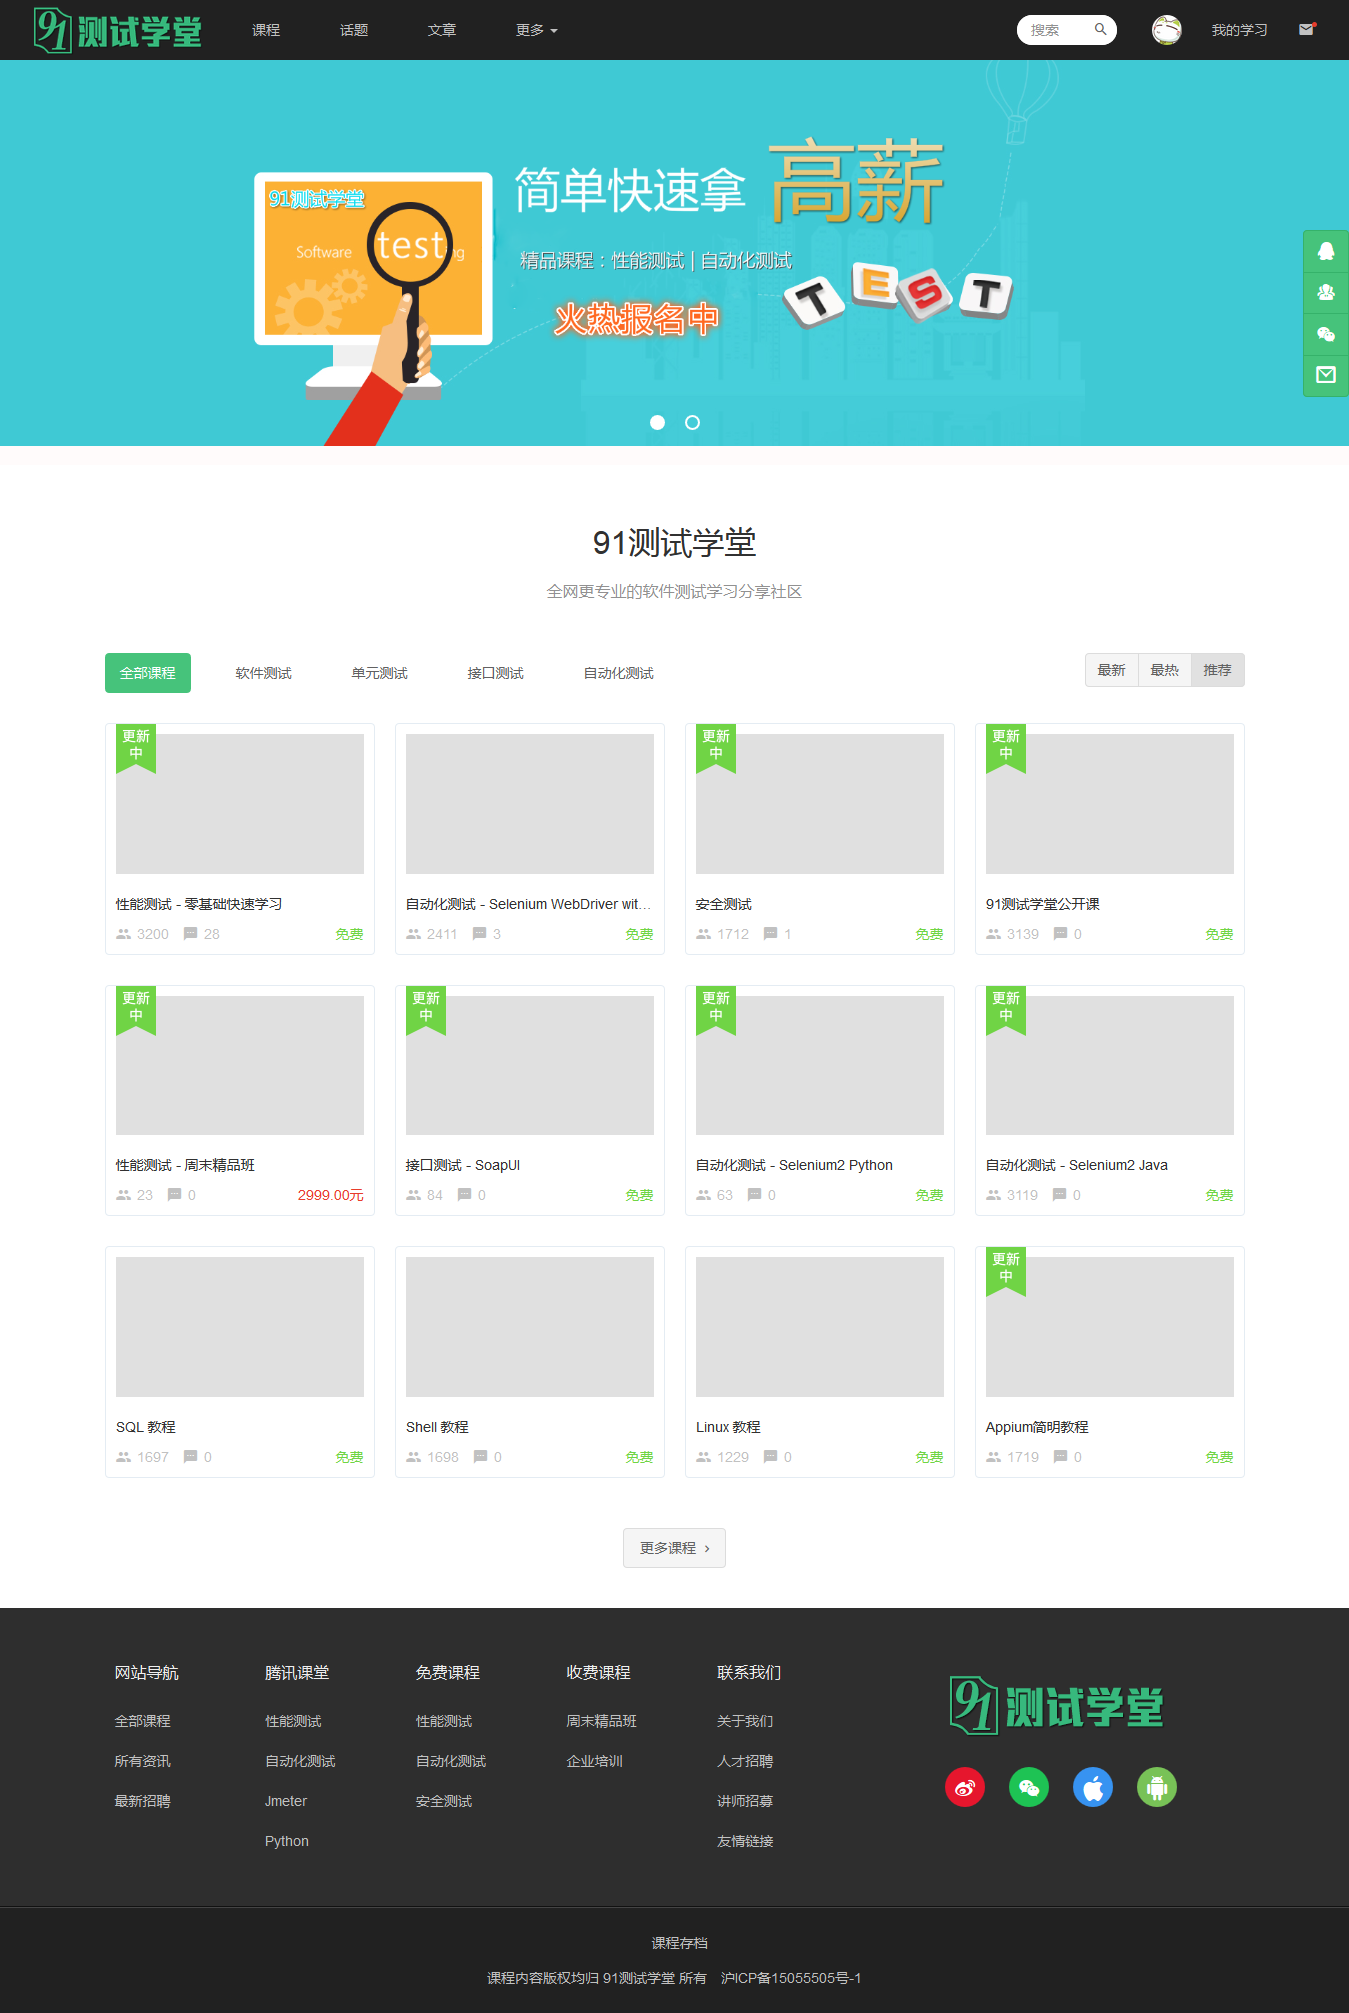 91 测试学堂
课程 话题 文章 更多
搜索
我的学习
91测试学堂
Software testing
简单快速拿 高薪
精品课程：性能测试 | 自动化测试
TEST
火热报名中
91测试学堂
全网更专业的软件测试学习分享社区
全部课程 软件测试 单元测试 接口测试 自动化测试
最新 最热 推荐
更新中
性能测试 - 零基础快速学习
3200 28 免费
自动化测试 - Selenium WebDriver wit...
2411 3 免费
更新中
安全测试
1712 1 免费
更新中
91测试学堂公开课
3139 0 免费
更新中
性能测试 - 周末精品班
23 0 2999.00元
更新中
接口测试 - SoapUI
84 0 免费
更新中
自动化测试 - Selenium2 Python
63 0 免费
更新中
自动化测试 - Selenium2 Java
3119 0 免费
SQL 教程
1697 0 免费
Shell 教程
1698 0 免费
Linux 教程
1229 0 免费
更新中
Appium简明教程
1719 0 免费
更多课程 ›
网站导航
全部课程
所有资讯
最新招聘
腾讯课堂
性能测试
自动化测试
Jmeter
Python
免费课程
性能测试
自动化测试
安全测试
收费课程
周末精品班
企业培训
联系我们
关于我们
人才招聘
讲师招募
友情链接
91 测试学堂
课程存档
课程内容版权均归 91测试学堂 所有 沪ICP备15055505号-1